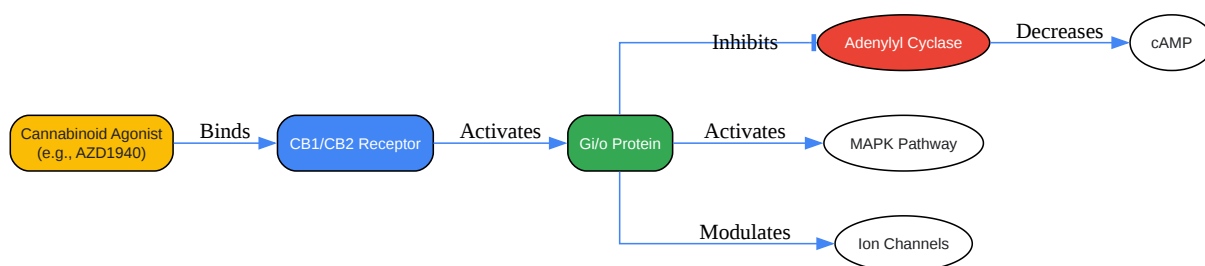 Cannabinoid Agonist
(e.g., AZD1940)
Binds
CB1/CB2 Receptor
Activates
Gi/o Protein
Inhibits
Adenylyl Cyclase
Decreases
cAMP
Activates
MAPK Pathway
Modulates
Ion Channels